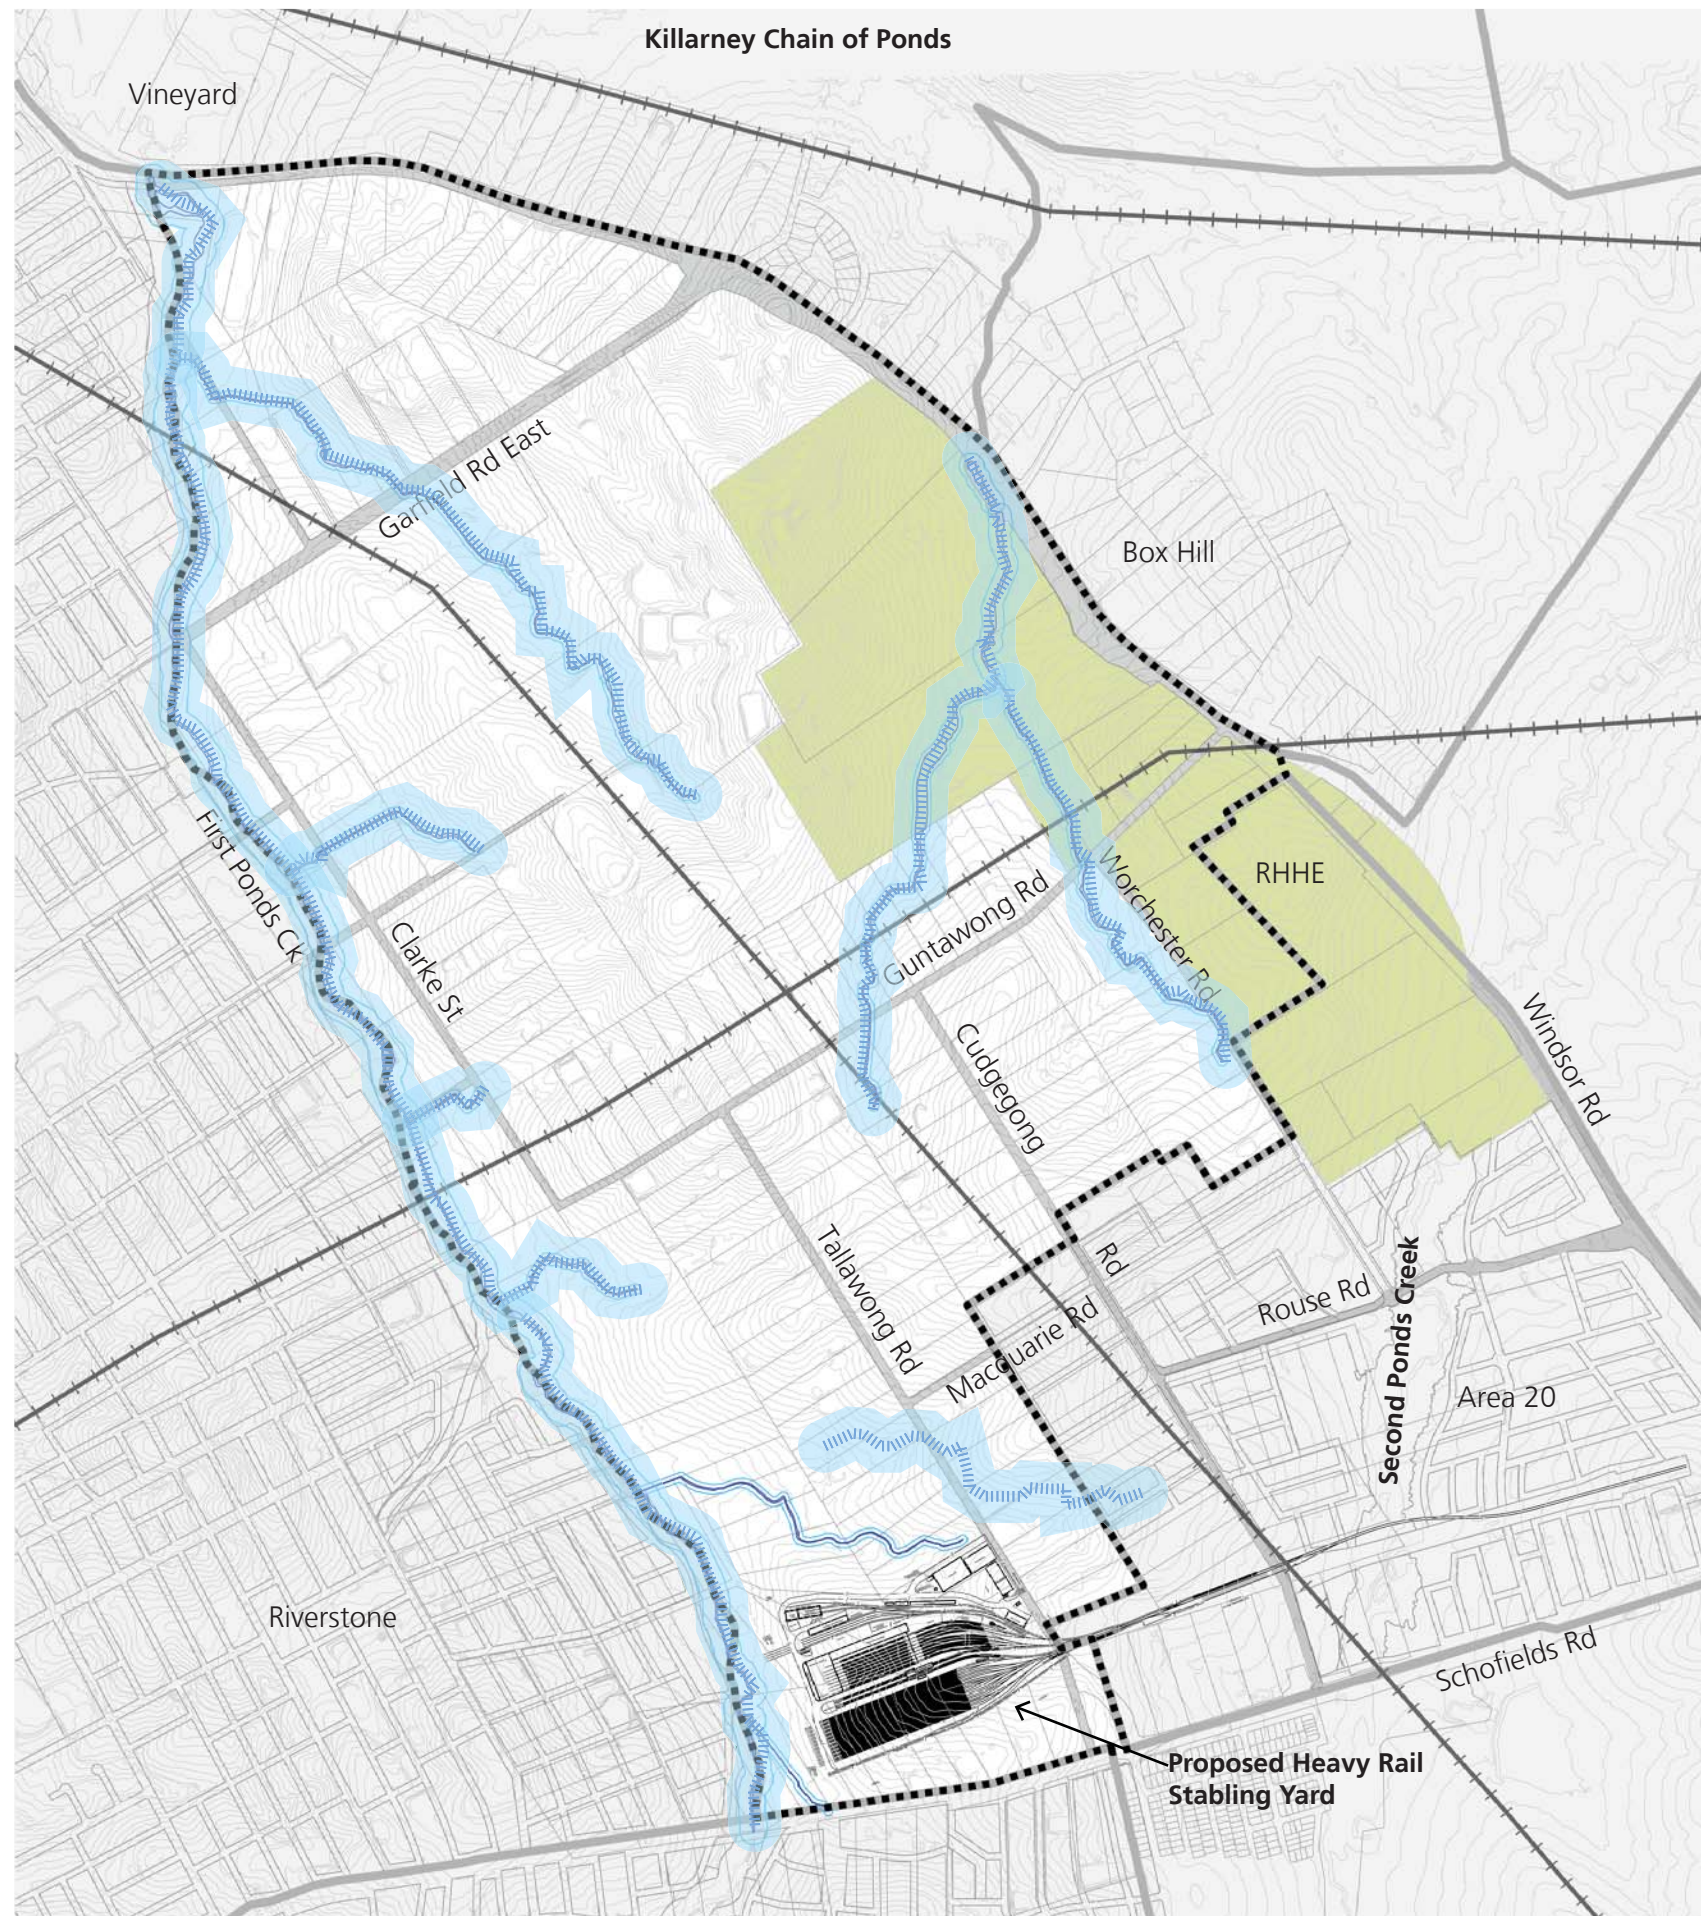 Killarney Chain of Ponds
Vineyard
Garfield Rd East
Box Hill
First Ponds Ck
Clarke St
Guntawong Rd
Worchester Rd
RHHE
Cudgegong
Rd
Windsor Rd
Tallawong Rd
Macquarie Rd
Rouse Rd
Second Ponds Creek
Area 20
Riverstone
Schofields Rd
Proposed Heavy Rail
Stabling Yard